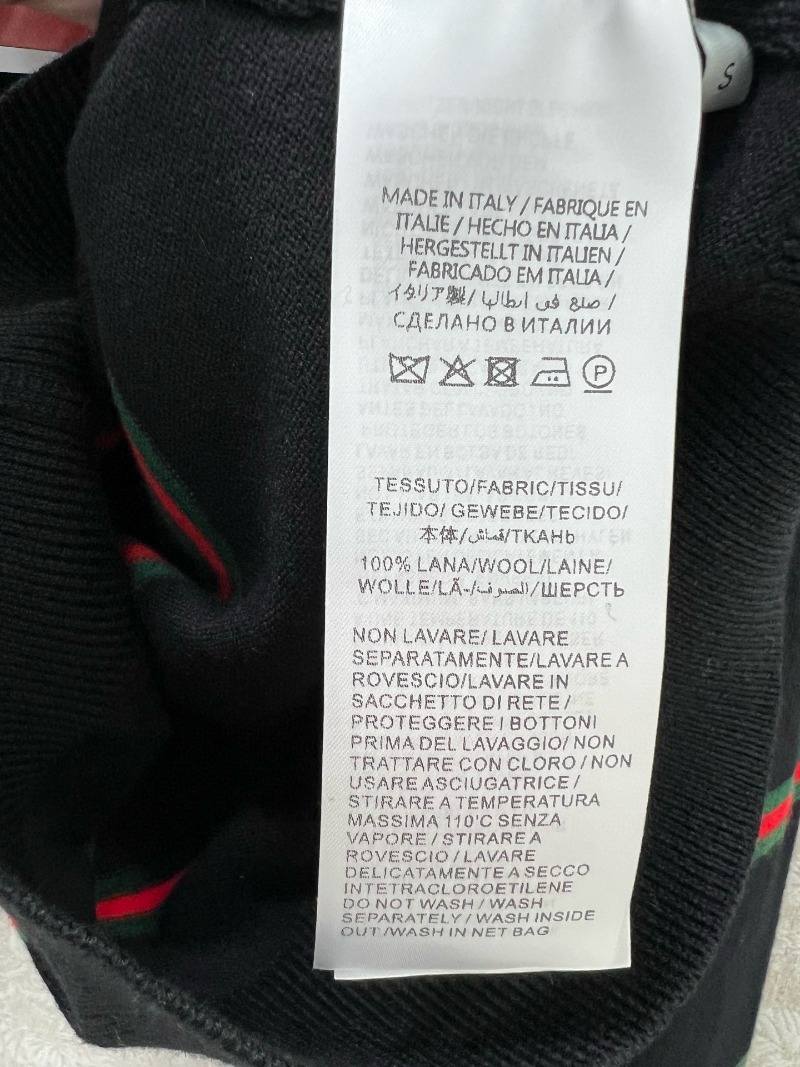 S
MADE IN ITALY / FABRIQUE EN
ITALIE / HECHO EN ITALIA /
HERGESTELLT IN ITALIEN /
FABRICADO EM ITALIA /
イタリア製/ صنع في ايطاليا /
СДЕЛАНО В ИТАЛИИ
P
TESSUTO/FABRIC/TISSU/
TEJIDO/ GEWEBE/TECIDO/
本体/قماش/ТКАНЬ
100% LANA/WOOL/LAINE/
WOLLE/LÃ-/الصوف/ШЕРСТЬ
NON LAVARE/ LAVARE
SEPARATAMENTE/LAVARE A
ROVESCIO/LAVARE IN
SACCHETTO DI RETE /
PROTEGGERE I BOTTONI
PRIMA DEL LAVAGGIO/ NON
TRATTARE CON CLORO / NON
USARE ASCIUGATRICE /
STIRARE A TEMPERATURA
MASSIMA 110'C SENZA
VAPORE / STIRARE A
ROVESCIO / LAVARE
DELICATAMENTE A SECCO
INTETRACLOROETILENE
DO NOT WASH / WASH
SEPARATELY / WASH INSIDE
OUT /WASH IN NET BAG/